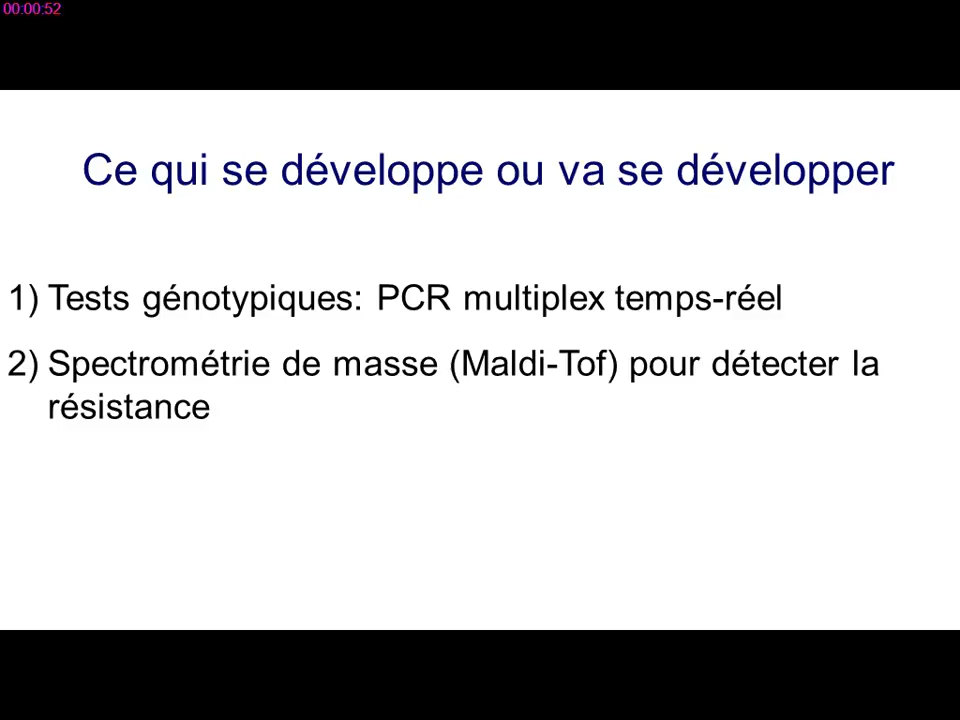 00:00:52
Ce qui se développe ou va se développer
1) Tests génotypiques: PCR multiplex temps-réel
2) Spectrométrie de masse (Maldi-Tof) pour détecter la
résistance